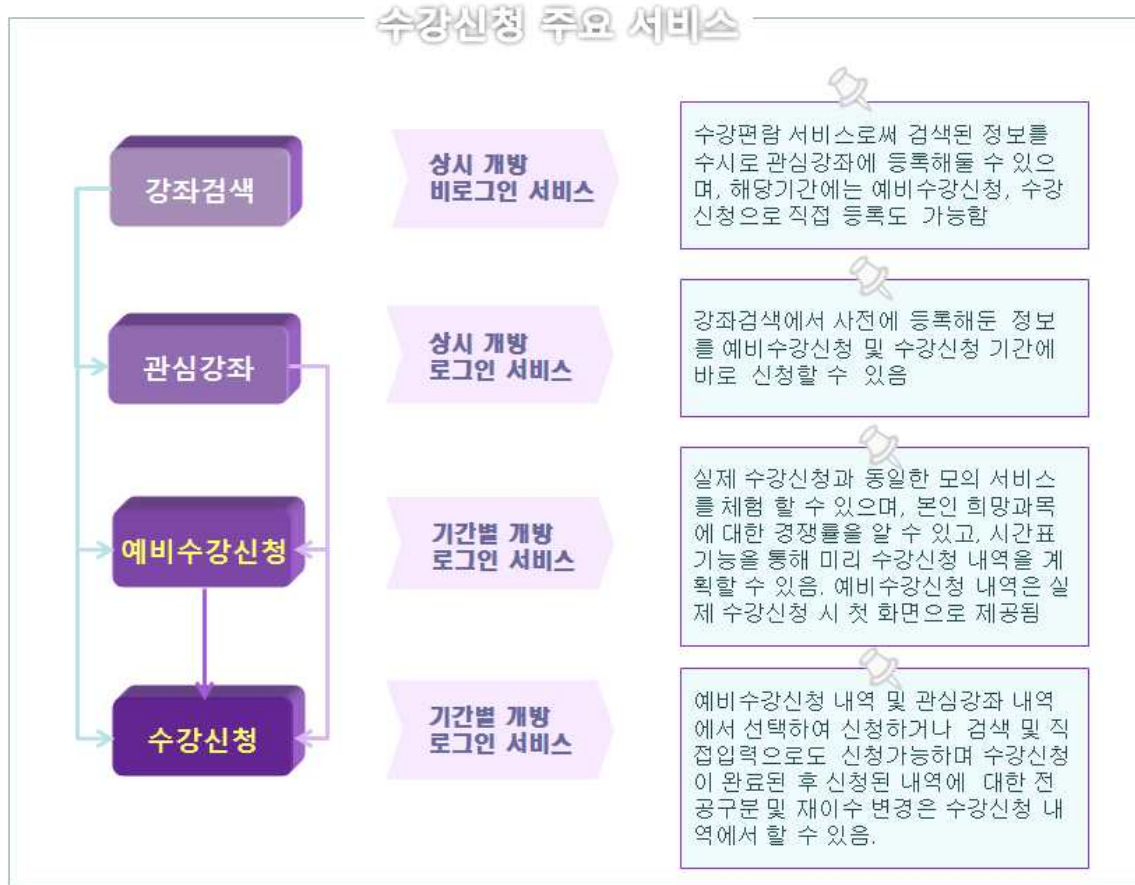 수강신청 주요 서비스
강좌검색
상시 개방
비로그인 서비스
수강편람 서비스로써 검색된 정보를
수시로 관심강좌에 등록해둘 수 있으
며, 해당기간에는 예비수강신청, 수강
신청으로 직접 등록도 가능함
관심강좌
상시 개방
로그인 서비스
강좌검색에서 사전에 등록해둔 정보
를 예비수강신청 및 수강신청 기간에
바로 신청할 수 있음
예비수강신청
기간별 개방
로그인 서비스
실제 수강신청과 동일한 모의 서비스
를 체험 할 수 있으며, 본인 희망과목
에 대한 경쟁률을 알 수 있고, 시간표
기능을 통해 미리 수강신청 내역을 계
획할 수 있음. 예비수강신청 내역은 실
제 수강신청 시 첫 화면으로 제공됨
수강신청
기간별 개방
로그인 서비스
예비수강신청 내역 및 관심강좌 내역
에서 선택하여 신청하거나 검색 및 직
접입력으로도 신청가능하며 수강신청
이 완료된 후 신청된 내역에 대한 전
공구분 및 재이수 변경은 수강신청 내
역에서 할 수 있음.